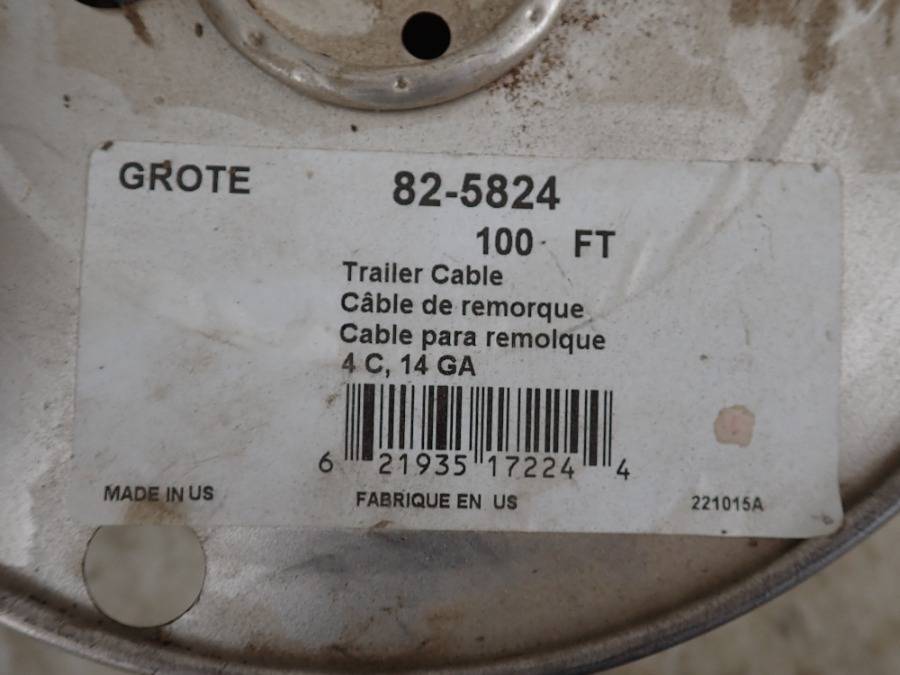 GROTE
82-5824
100 FT
Trailer Cable
Câble de remorque
Cable para remolque
4 C, 14 GA
6 21935 17224 4
MADE IN US
FABRIQUE EN US
221015A